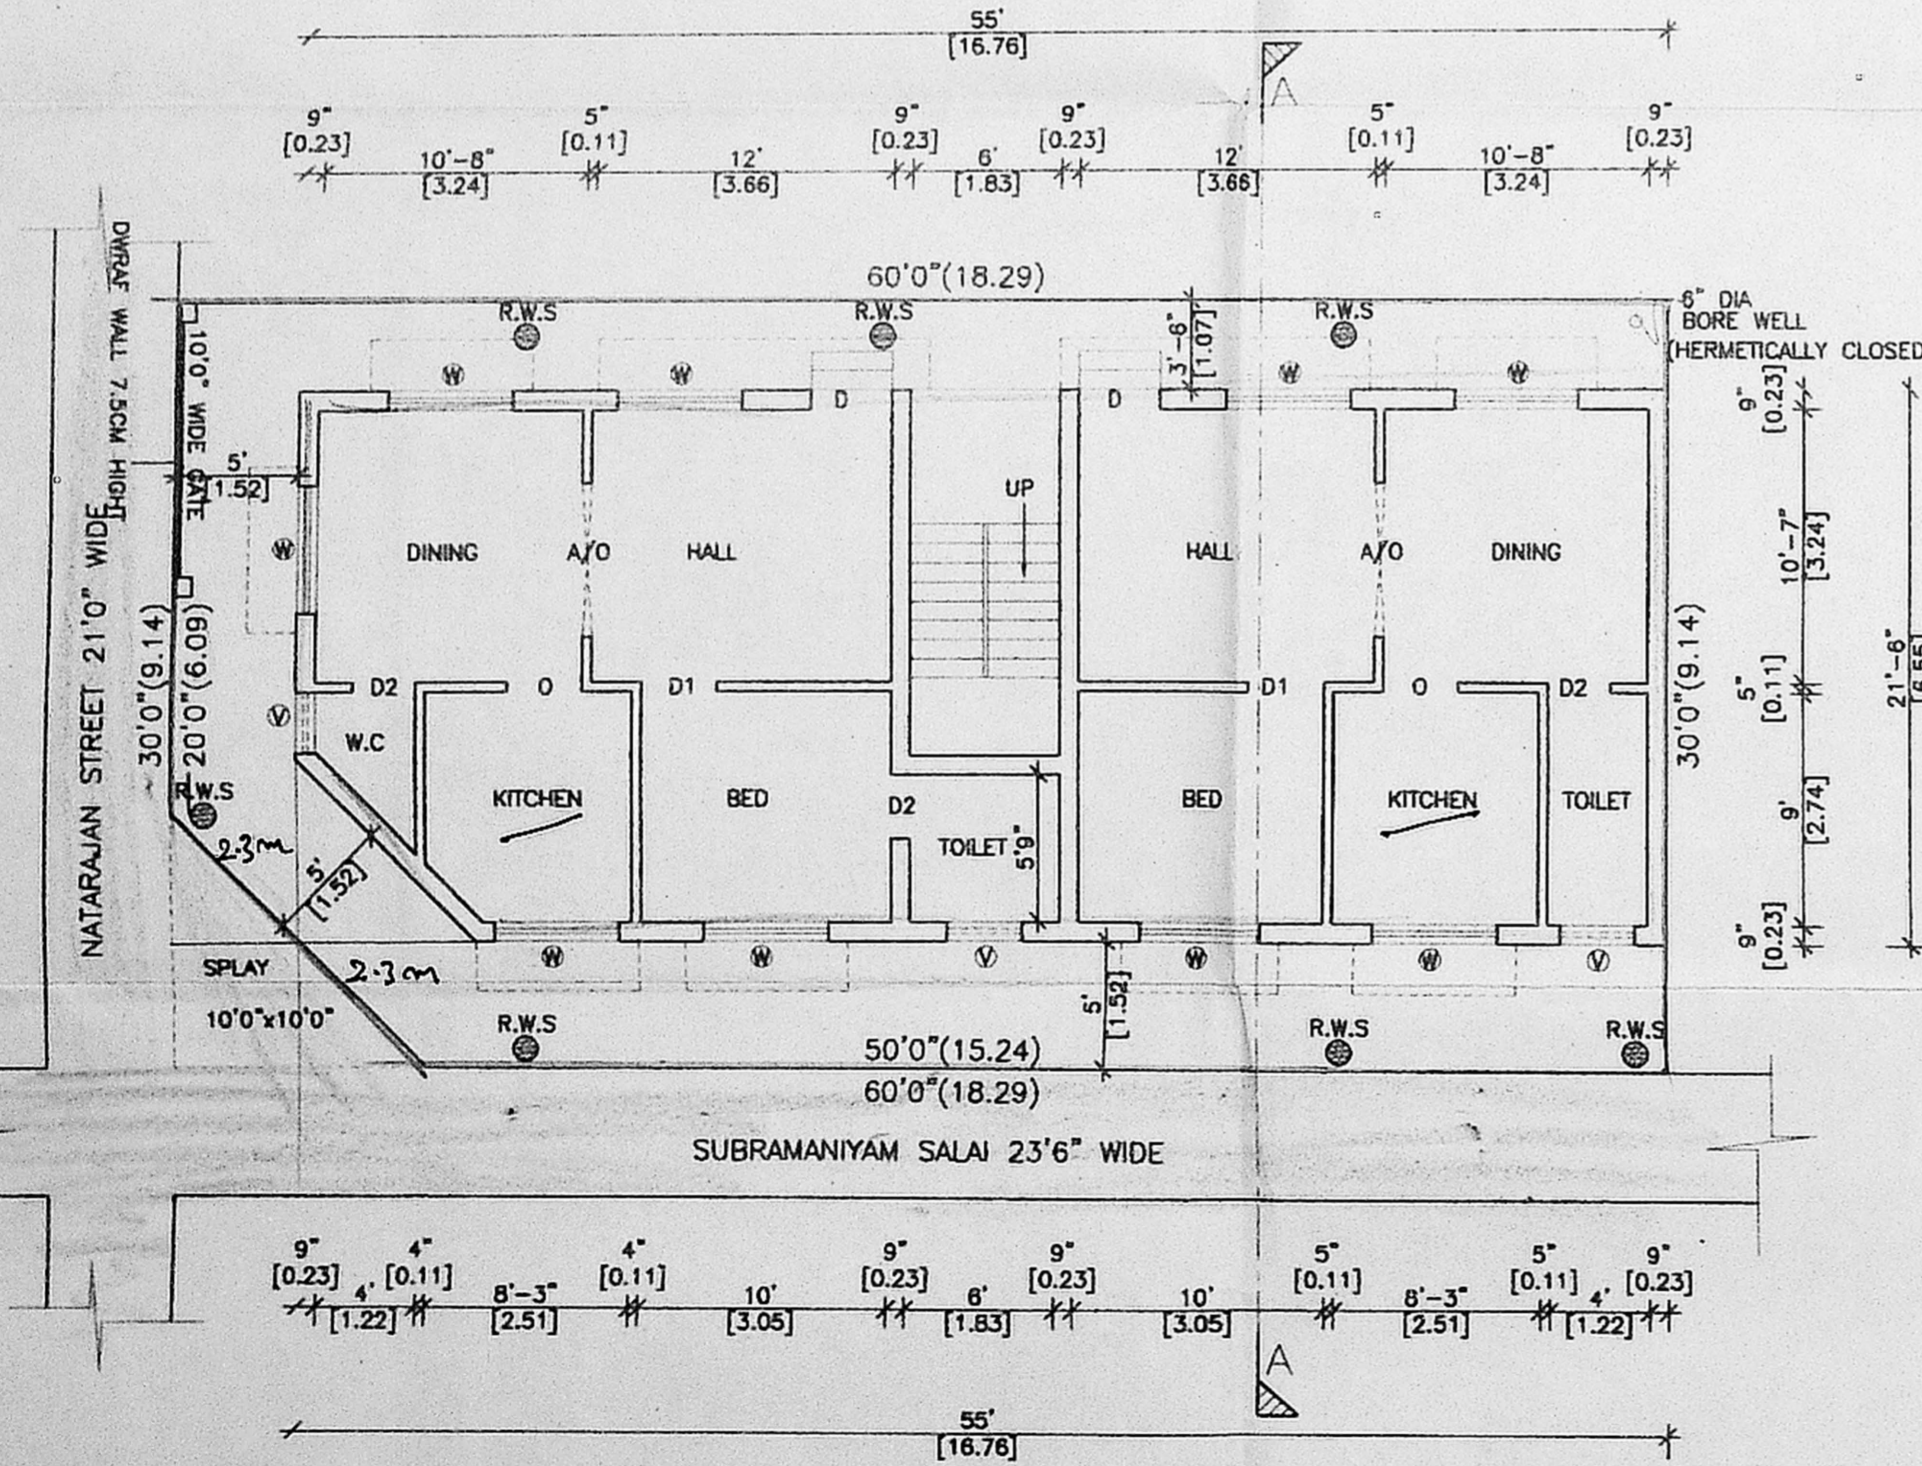 55'
[16.76]
A
9" 5" 9" 9" 5" 9"
[0.23] [0.11] [0.23] [0.23] [0.11] [0.23]
10'-8" 12' 6' 12' 10'-8"
[3.24] [3.66] [1.83] [3.66] [3.24]
60'0"(18.29)
DWRAF WALL 7.5CM HIGHT
10'0" WIDE GATE
R.W.S R.W.S R.W.S
6" DIA
BORE WELL
(HERMETICALLY CLOSED
3'-6"
[1.07]
W W W W
D D
5'
[1.52]
9"
[0.23]
UP
W DINING A/O HALL HALL A/O DINING
10'-7"
[3.24]
NATARAJAN STREET 21'0" WIDE
30'0"(9.14)
20'0"(6.09)
30'0"(9.14)
21'-6"
[6.55]
D2 O D1 D1 O D2
5"
[0.11]
V
W.C
R.W.S
KITCHEN BED D2 BED KITCHEN TOILET
TOILET
5'9"
9'
[2.74]
2.3m
5'
[1.52]
9"
[0.23]
SPLAY
2.3m
W W V W W V
10'0"x10'0"
5'
[1.52]
R.W.S R.W.S R.W.S
50'0"(15.24)
60'0"(18.29)
SUBRAMANIYAM SALAI 23'6" WIDE
9" 4" 4" 9" 9" 5" 5" 9"
[0.23] [0.11] [0.11] [0.23] [0.23] [0.11] [0.11] [0.23]
4' 8'-3" 10' 6' 10' 8'-3" 4'
[1.22] [2.51] [3.05] [1.83] [3.05] [2.51] [1.22]
A
55'
[16.76]